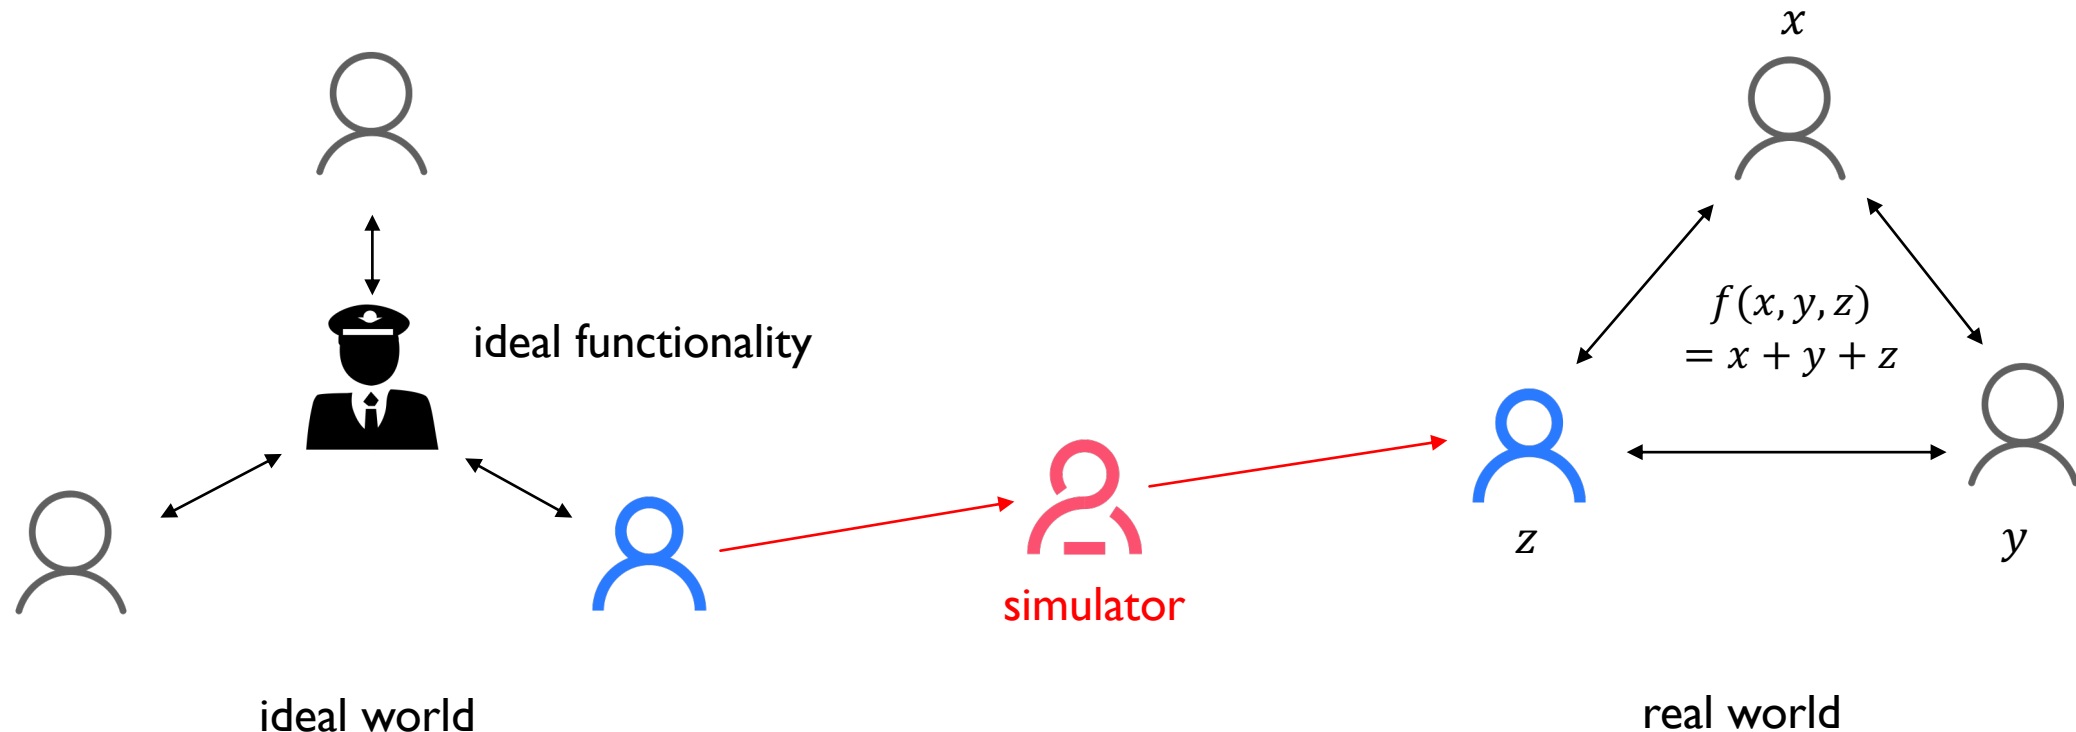 x
ideal functionality
f(x, y, z)
= x + y + z
z
y
simulator
ideal world
real world